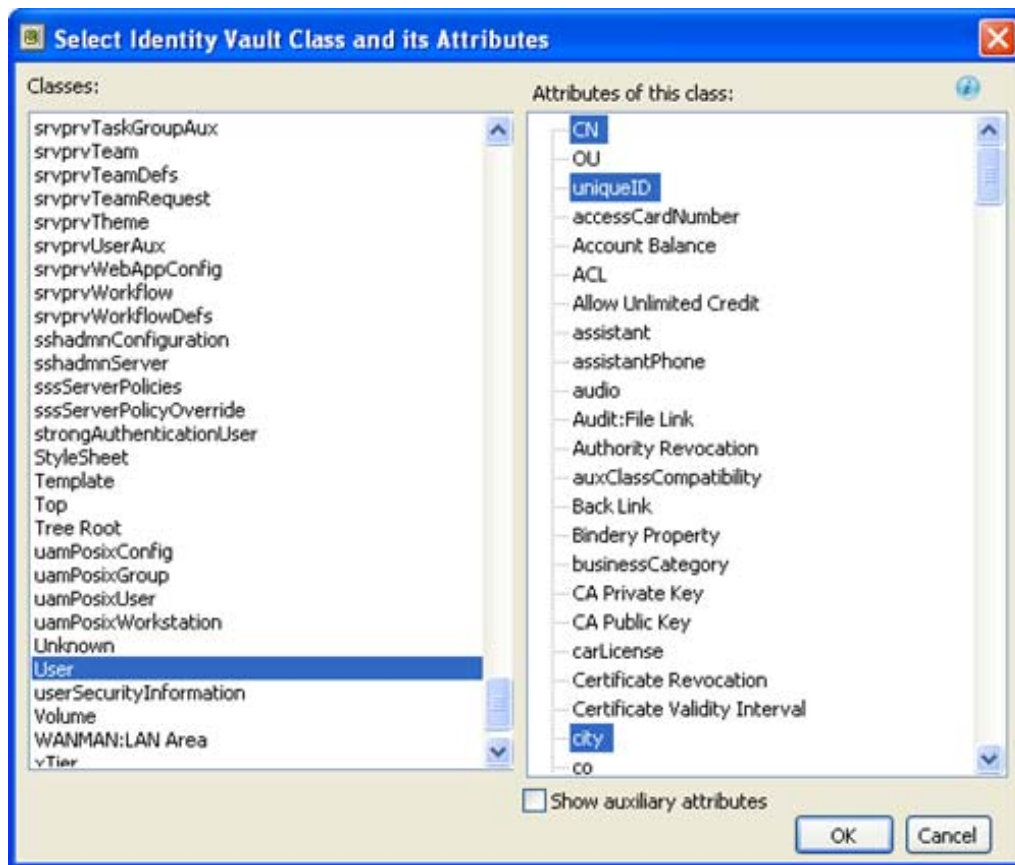 Select Identity Vault Class and its Attributes
Classes:
srvprvTaskGroupAux
srvprvTeam
srvprvTeamDefs
srvprvTeamRequest
srvprvTheme
srvprvUserAux
srvprvWebAppConfig
srvprvWorkflow
srvprvWorkflowDefs
sshadmnConfiguration
sshadmnServer
sssServerPolicies
sssServerPolicyOverride
strongAuthenticationUser
StyleSheet
Template
Top
Tree Root
uamPosixConfig
uamPosixGroup
uamPosixUser
uamPosixWorkstation
Unknown
User
userSecurityInformation
Volume
WANMAN:LAN Area
xTier
Attributes of this class:
CN
OU
uniqueID
accessCardNumber
Account Balance
ACL
Allow Unlimited Credit
assistant
assistantPhone
audio
Audit:File Link
Authority Revocation
auxClassCompatibility
Back Link
Bindery Property
businessCategory
CA Private Key
CA Public Key
carLicense
Certificate Revocation
Certificate Validity Interval
city
co
Show auxiliary attributes
OK
Cancel